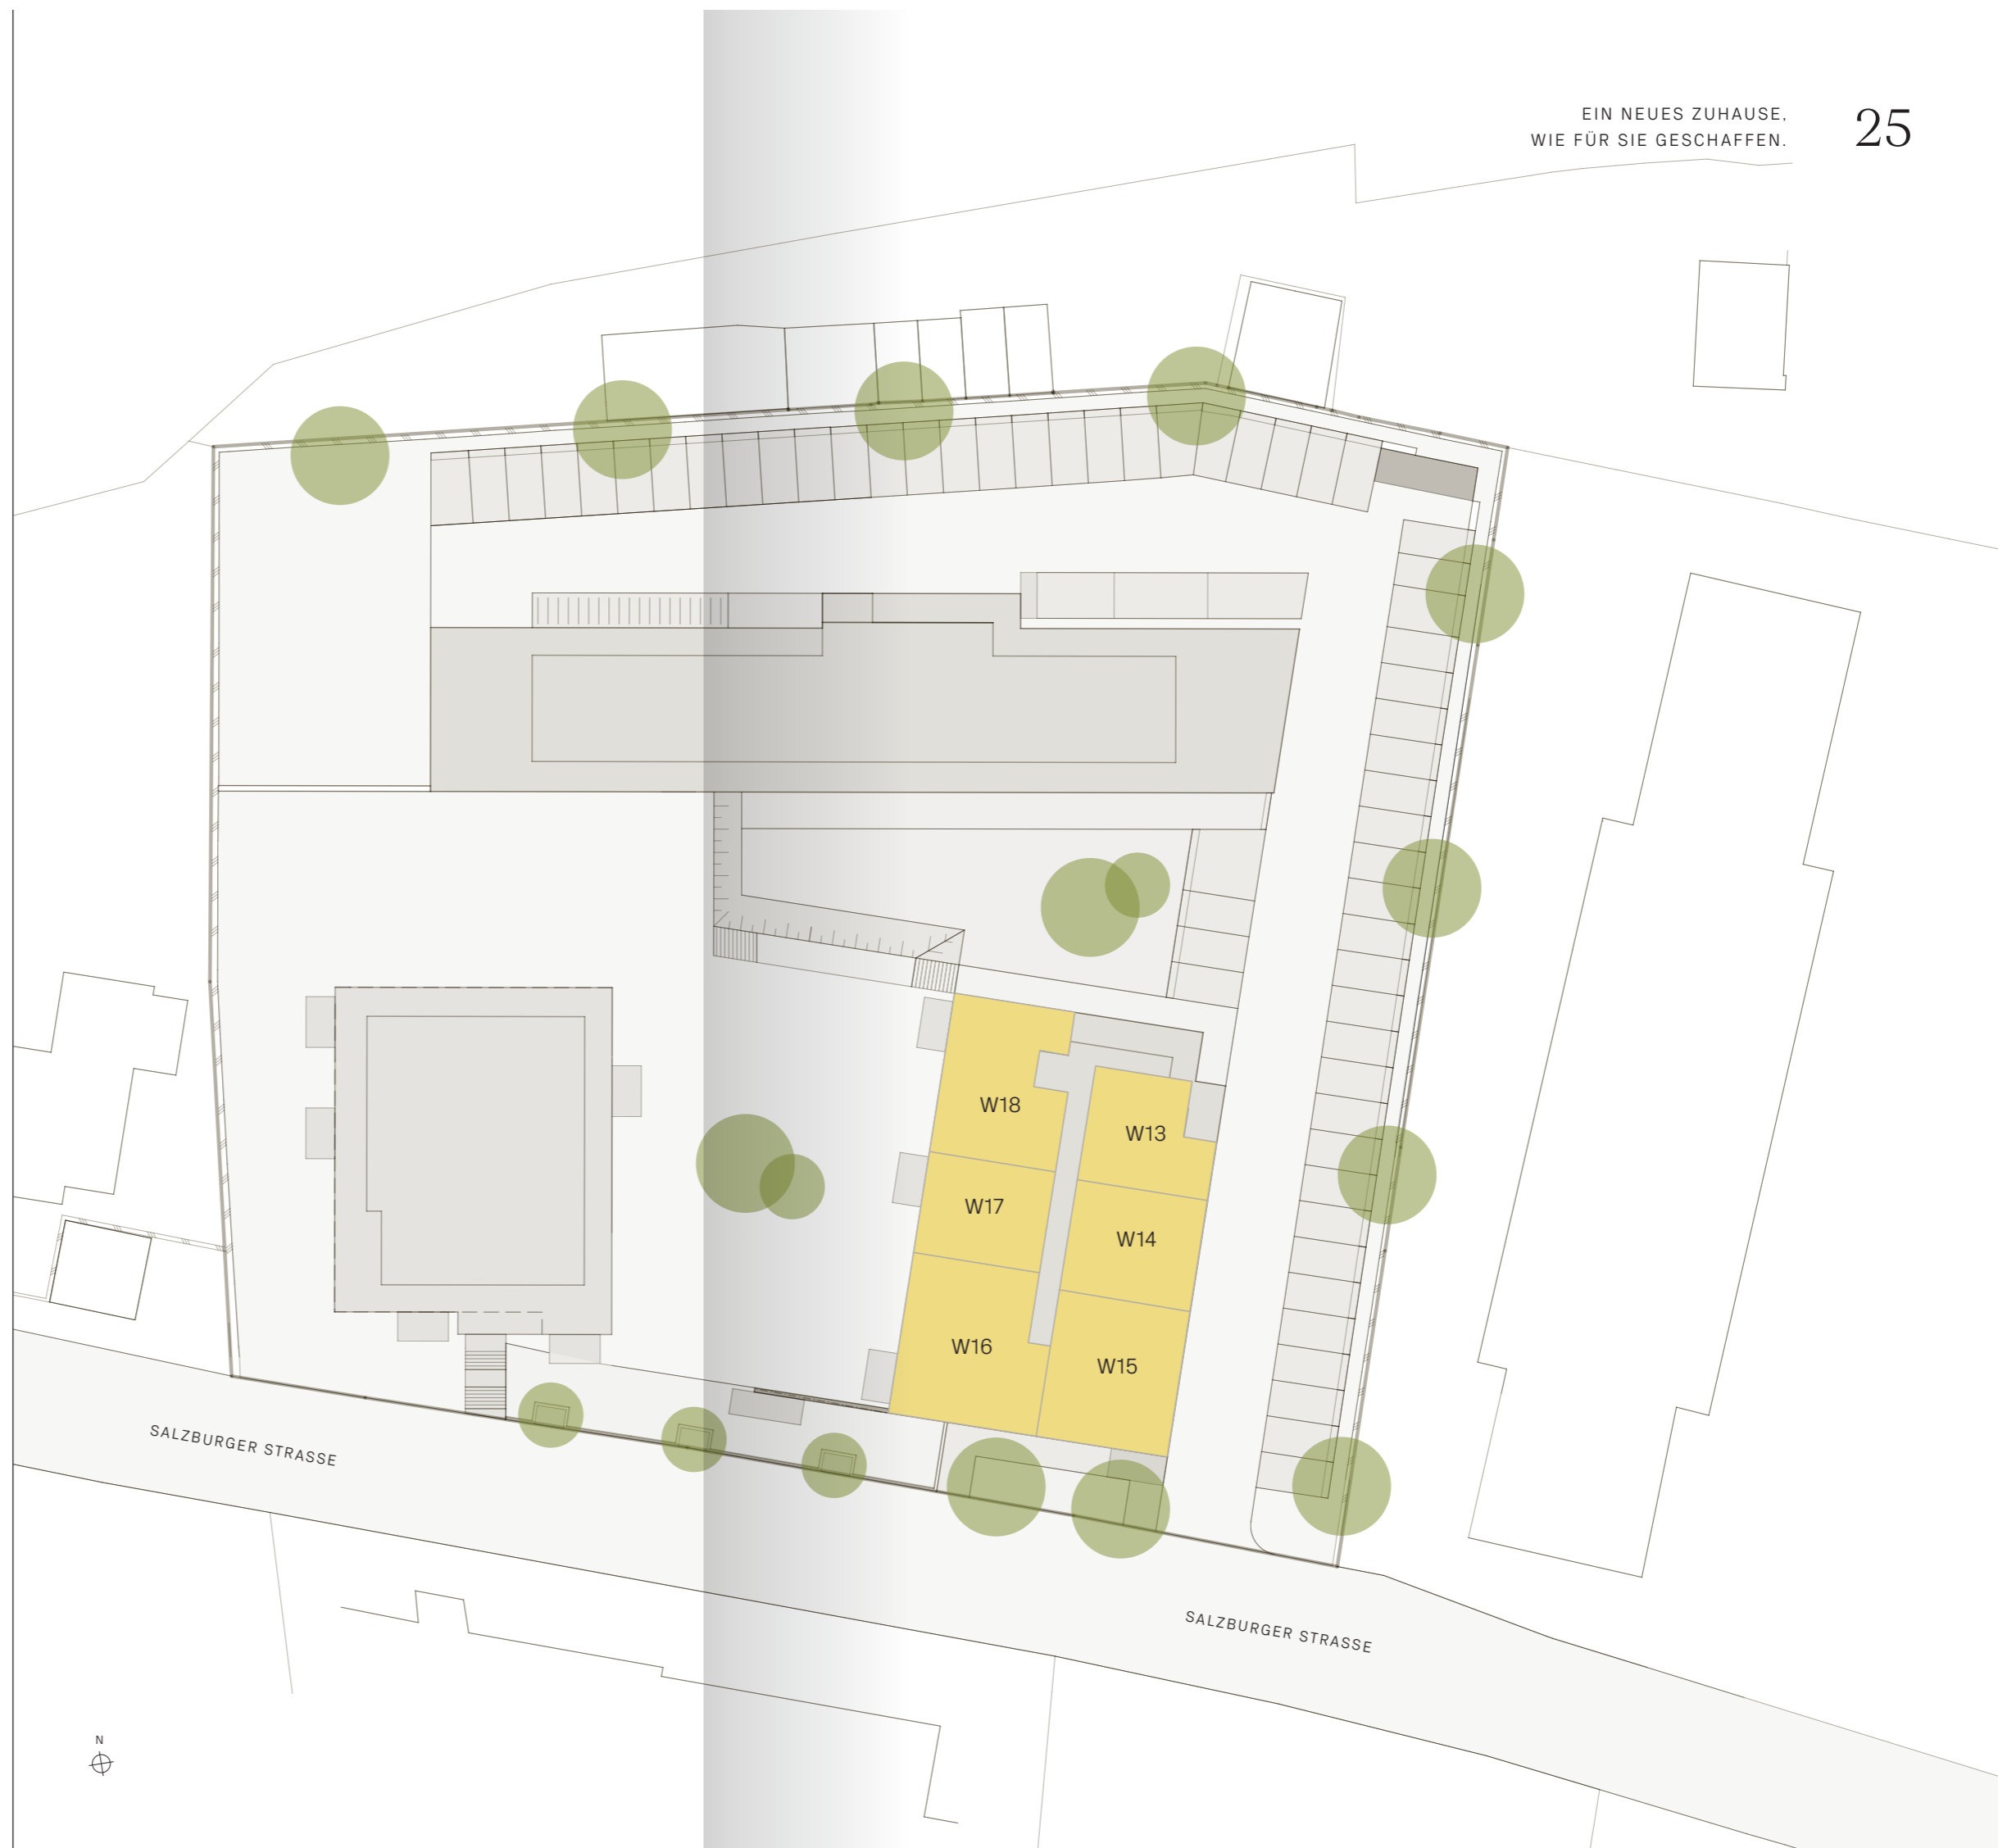 EIN NEUES ZUHAUSE,
WIE FÜR SIE GESCHAFFEN.
25
W18
W13
W17
W14
W16
W15
SALZBURGER STRASSE
SALZBURGER STRASSE
N